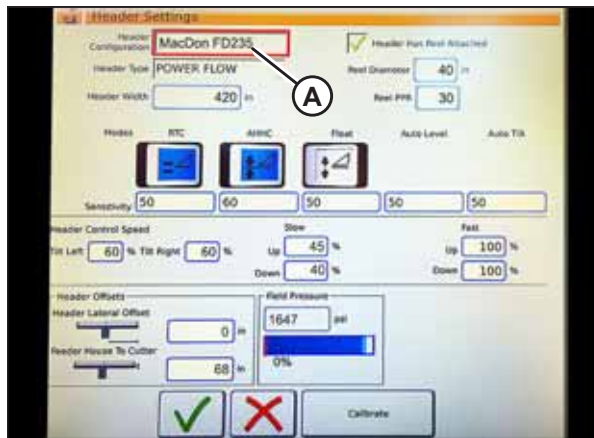 Header Settings
Header Configuration MacDon FD235 Header Has Reel Attached
Header Type POWER FLOW Reel Diameter 40 in
Header Width 420 in Reel PPR 30
A
Modes RTC AHHC Float Auto Level Auto Tilt
Sensitivity 50 60 50 50 50
Header Control Speed Slow Fast
Tilt Left 60 % Tilt Right 60 % Up 45 % Up 100 %
Down 40 % Down 100 %
Header Offsets Field Pressure
Header Lateral Offset 0 in 1647 psi
Feeder House To Cutter 68 in 0%
Calibrate